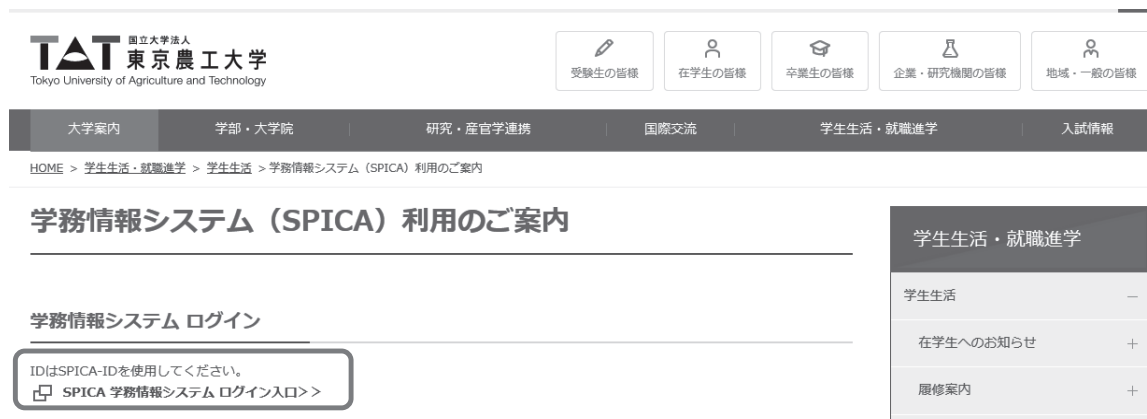 国立大学法人
TAT 東京農工大学
Tokyo University of Agriculture and Technology
受験生の皆様
在学生の皆様
卒業生の皆様
企業・研究機関の皆様
地域・一般の皆様
大学案内
学部・大学院
研究・産官学連携
国際交流
学生生活・就職進学
入試情報
HOME > 学生生活・就職進学 > 学生生活 > 学務情報システム（SPICA）利用のご案内
学務情報システム（SPICA）利用のご案内
学務情報システム ログイン
IDはSPICA-IDを使用してください。
SPICA 学務情報システム ログイン入口>>
学生生活・就職進学
学生生活 −
在学生へのお知らせ +
履修案内 +